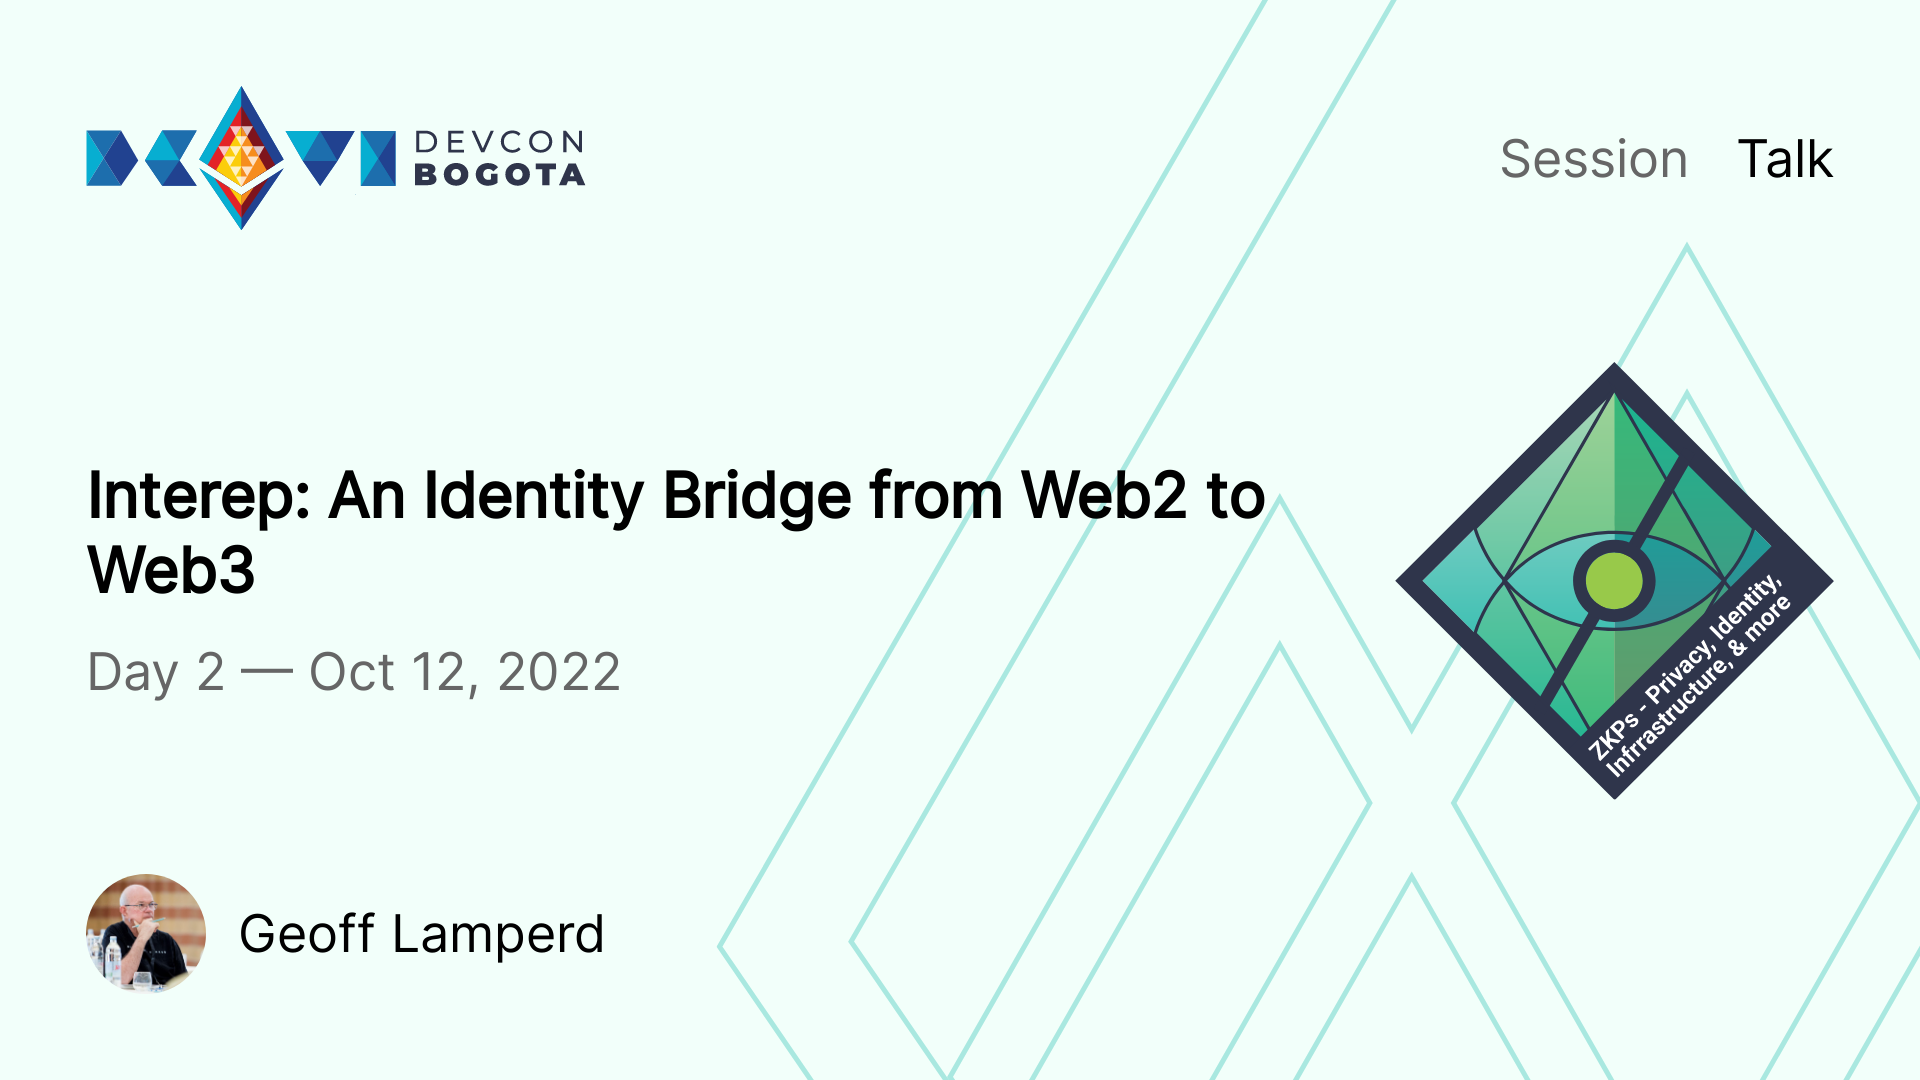 DEVCON
BOGOTA
Session Talk
Interep: An Identity Bridge from Web2 to
Web3
Day 2 — Oct 12, 2022
ZKPs - Privacy, Identity,
Infrrastructure, & more
Geoff Lamperd